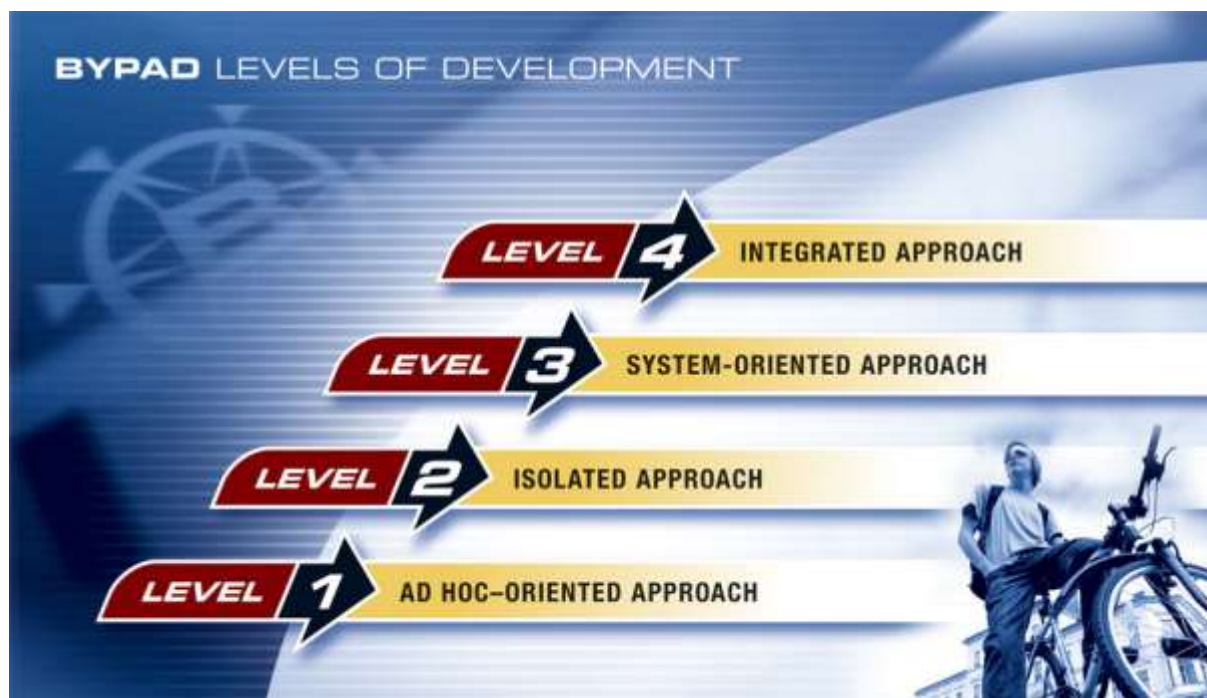 BYPAD LEVELS OF DEVELOPMENT
LEVEL 4 INTEGRATED APPROACH
LEVEL 3 SYSTEM-ORIENTED APPROACH
LEVEL 2 ISOLATED APPROACH
LEVEL 1 AD HOC–ORIENTED APPROACH